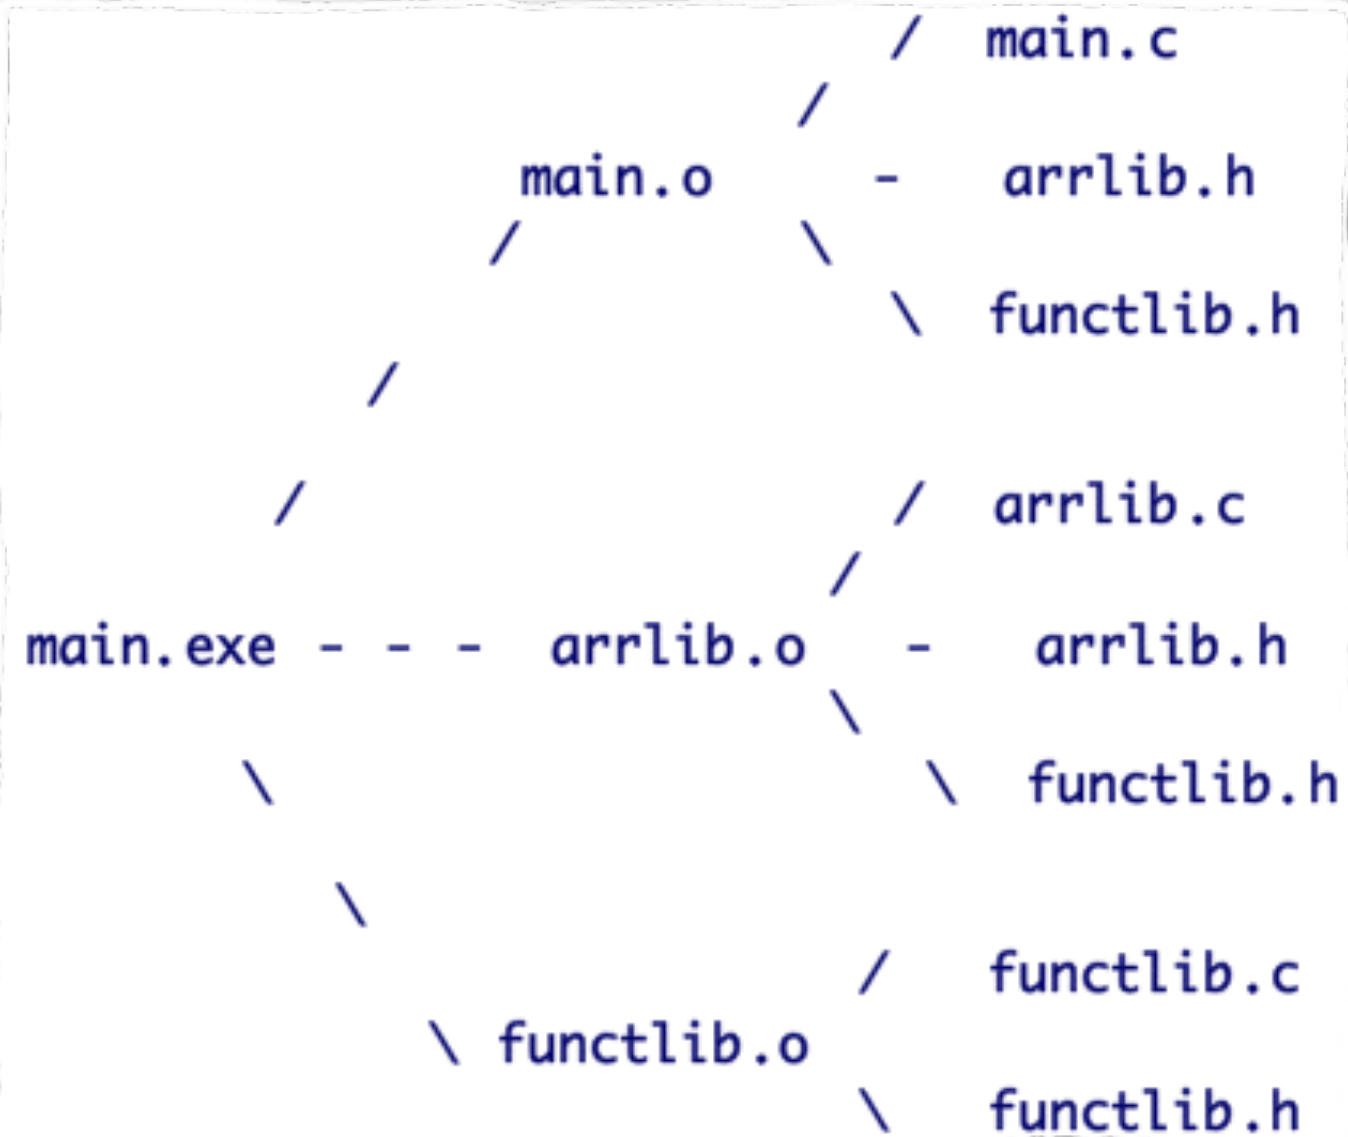 / main.c
/
main.o - arrlib.h
/ \
\ functlib.h
/
/ / arrlib.c
/
main.exe - - - arrlib.o - arrlib.h
\
\ \ functlib.h
\
/ functlib.c
\ functlib.o
\ functlib.h